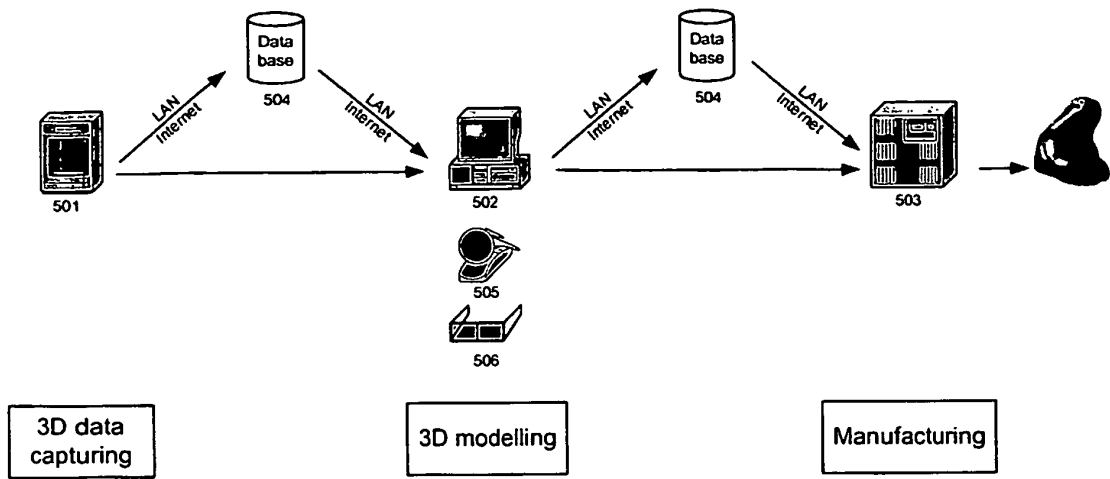 Data
base
504
LAN
Internet
LAN
Internet
Data
base
504
LAN
Internet
LAN
Internet
501
502
503
505
506
3D data
capturing
3D modelling
Manufacturing